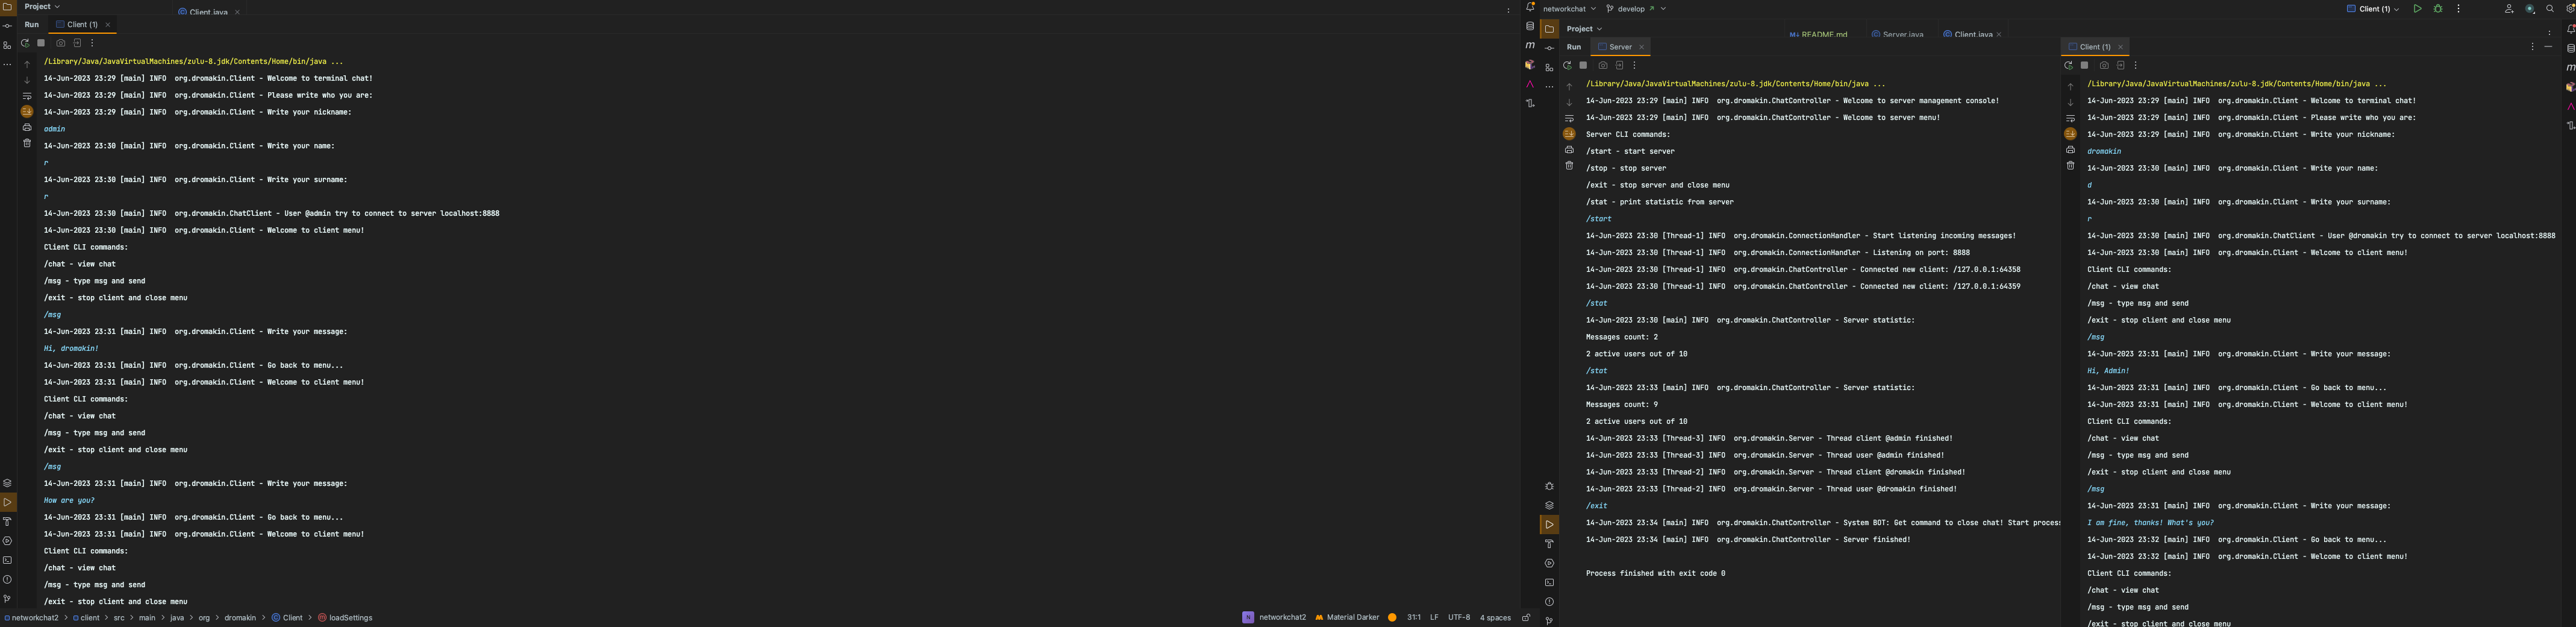 Project
Client.java
Run
Client (1)
/Library/Java/JavaVirtualMachines/zulu-8.jdk/Contents/Home/bin/java ...
14-Jun-2023 23:29 [main] INFO  org.dromakin.Client - Welcome to terminal chat!
14-Jun-2023 23:29 [main] INFO  org.dromakin.Client - Please write who you are:
14-Jun-2023 23:29 [main] INFO  org.dromakin.Client - Write your nickname:
admin
14-Jun-2023 23:30 [main] INFO  org.dromakin.Client - Write your name:
r
14-Jun-2023 23:30 [main] INFO  org.dromakin.Client - Write your surname:
r
14-Jun-2023 23:30 [main] INFO  org.dromakin.ChatClient - User @admin try to connect to server localhost:8888
14-Jun-2023 23:30 [main] INFO  org.dromakin.Client - Welcome to client menu!
Client CLI commands:
/chat - view chat
/msg - type msg and send
/exit - stop client and close menu
/msg
14-Jun-2023 23:31 [main] INFO  org.dromakin.Client - Write your message:
Hi, dromakin!
14-Jun-2023 23:31 [main] INFO  org.dromakin.Client - Go back to menu...
14-Jun-2023 23:31 [main] INFO  org.dromakin.Client - Welcome to client menu!
Client CLI commands:
/chat - view chat
/msg - type msg and send
/exit - stop client and close menu
/msg
14-Jun-2023 23:31 [main] INFO  org.dromakin.Client - Write your message:
How are you?
14-Jun-2023 23:31 [main] INFO  org.dromakin.Client - Go back to menu...
14-Jun-2023 23:31 [main] INFO  org.dromakin.Client - Welcome to client menu!
Client CLI commands:
/chat - view chat
/msg - type msg and send
/exit - stop client and close menu
networkchat2 > client > src > main > java > org > dromakin > Client > loadSettings
networkchat2 Material Darker 31:1 LF UTF-8 4 spaces
networkchat develop
Client (1)
Project
README.md Server.java Client.java
Run
Server
/Library/Java/JavaVirtualMachines/zulu-8.jdk/Contents/Home/bin/java ...
14-Jun-2023 23:29 [main] INFO  org.dromakin.ChatController - Welcome to server management console!
14-Jun-2023 23:29 [main] INFO  org.dromakin.ChatController - Welcome to server menu!
Server CLI commands:
/start - start server
/stop - stop server
/exit - stop server and close menu
/stat - print statistic from server
/start
14-Jun-2023 23:30 [Thread-1] INFO  org.dromakin.ConnectionHandler - Start listening incoming messages!
14-Jun-2023 23:30 [Thread-1] INFO  org.dromakin.ConnectionHandler - Listening on port: 8888
14-Jun-2023 23:30 [Thread-1] INFO  org.dromakin.ChatController - Connected new client: /127.0.0.1:64358
14-Jun-2023 23:30 [Thread-1] INFO  org.dromakin.ChatController - Connected new client: /127.0.0.1:64359
/stat
14-Jun-2023 23:30 [main] INFO  org.dromakin.ChatController - Server statistic:
Messages count: 2
2 active users out of 10
/stat
14-Jun-2023 23:33 [main] INFO  org.dromakin.ChatController - Server statistic:
Messages count: 9
2 active users out of 10
14-Jun-2023 23:33 [Thread-3] INFO  org.dromakin.Server - Thread client @admin finished!
14-Jun-2023 23:33 [Thread-3] INFO  org.dromakin.Server - Thread user @admin finished!
14-Jun-2023 23:33 [Thread-2] INFO  org.dromakin.Server - Thread client @dromakin finished!
14-Jun-2023 23:33 [Thread-2] INFO  org.dromakin.Server - Thread user @dromakin finished!
/exit
14-Jun-2023 23:34 [main] INFO  org.dromakin.ChatController - System BOT: Get command to close chat! Start process
14-Jun-2023 23:34 [main] INFO  org.dromakin.ChatController - Server finished!
Process finished with exit code 0
Client (1)
/Library/Java/JavaVirtualMachines/zulu-8.jdk/Contents/Home/bin/java ...
14-Jun-2023 23:29 [main] INFO  org.dromakin.Client - Welcome to terminal chat!
14-Jun-2023 23:29 [main] INFO  org.dromakin.Client - Please write who you are:
14-Jun-2023 23:29 [main] INFO  org.dromakin.Client - Write your nickname:
dromakin
14-Jun-2023 23:30 [main] INFO  org.dromakin.Client - Write your name:
d
14-Jun-2023 23:30 [main] INFO  org.dromakin.Client - Write your surname:
r
14-Jun-2023 23:30 [main] INFO  org.dromakin.ChatClient - User @dromakin try to connect to server localhost:8888
14-Jun-2023 23:30 [main] INFO  org.dromakin.Client - Welcome to client menu!
Client CLI commands:
/chat - view chat
/msg - type msg and send
/exit - stop client and close menu
/msg
14-Jun-2023 23:31 [main] INFO  org.dromakin.Client - Write your message:
Hi, Admin!
14-Jun-2023 23:31 [main] INFO  org.dromakin.Client - Go back to menu...
14-Jun-2023 23:31 [main] INFO  org.dromakin.Client - Welcome to client menu!
Client CLI commands:
/chat - view chat
/msg - type msg and send
/exit - stop client and close menu
/msg
14-Jun-2023 23:31 [main] INFO  org.dromakin.Client - Write your message:
I am fine, thanks! What's you?
14-Jun-2023 23:32 [main] INFO  org.dromakin.Client - Go back to menu...
14-Jun-2023 23:32 [main] INFO  org.dromakin.Client - Welcome to client menu!
Client CLI commands:
/chat - view chat
/msg - type msg and send
/exit - stop client and close menu